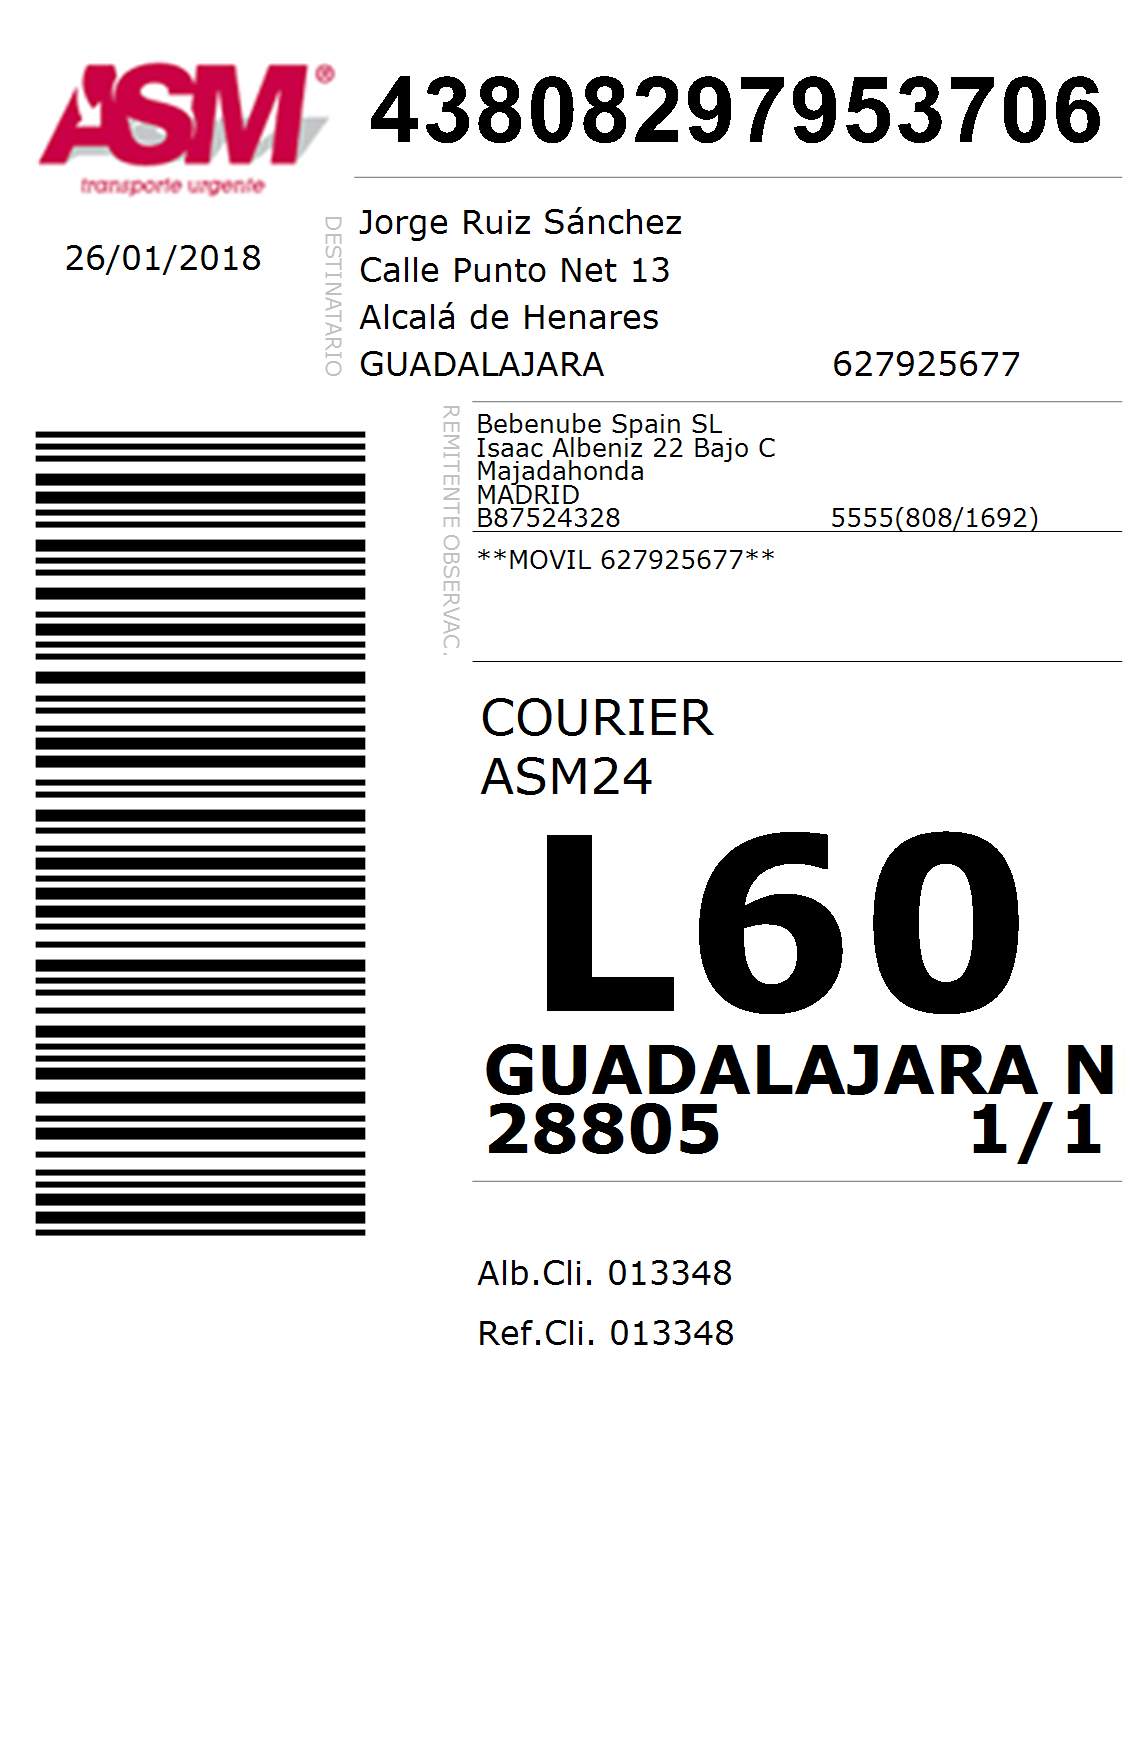 ASM®
transporte urgente
43808297953706
26/01/2018
DESTINATARIO
Jorge Ruiz Sánchez
Calle Punto Net 13
Alcalá de Henares
GUADALAJARA 627925677
REMITENTE
Bebenube Spain SL
Isaac Albeniz 22 Bajo C
Majadahonda
MADRID
B87524328 5555(808/1692)
OBSERVAC.
**MOVIL 627925677**
COURIER
ASM24
L60
GUADALAJARA N
28805 1/1
Alb.Cli. 013348
Ref.Cli. 013348